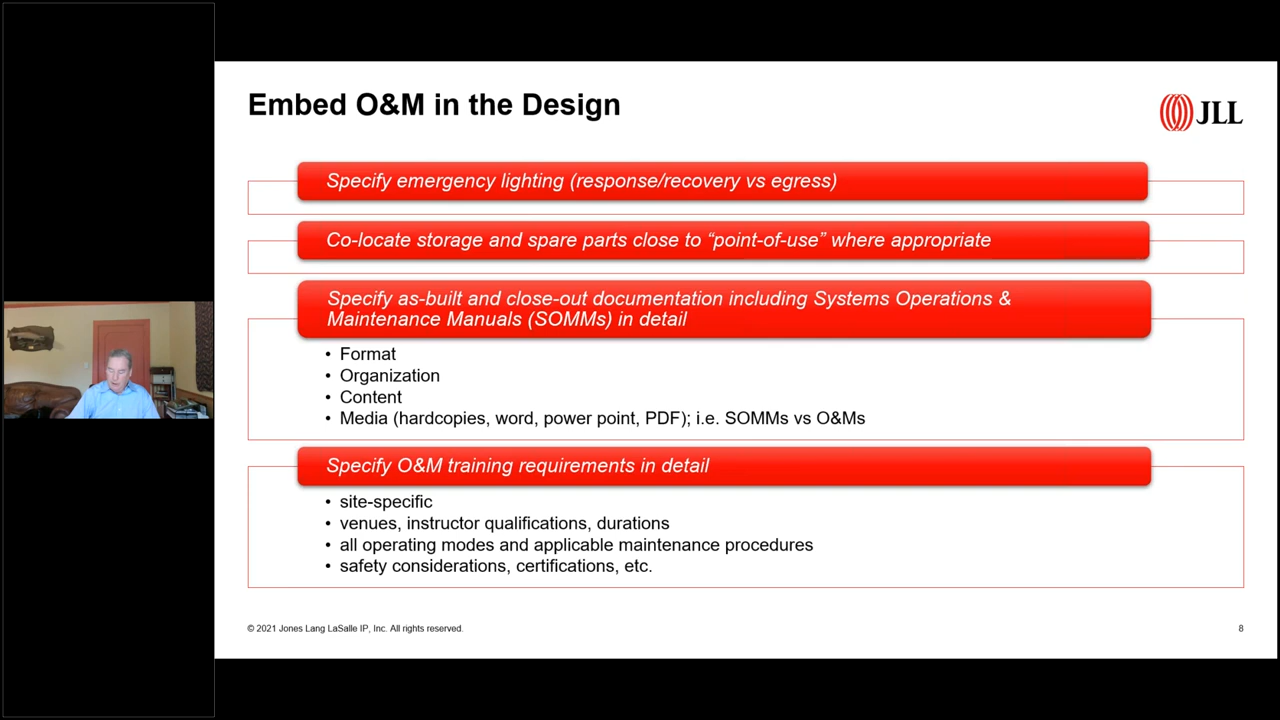 Embed O&M in the Design
JLL
Specify emergency lighting (response/recovery vs egress)
Co-locate storage and spare parts close to “point-of-use” where appropriate
Specify as-built and close-out documentation including Systems Operations &
Maintenance Manuals (SOMMs) in detail
• Format
• Organization
• Content
• Media (hardcopies, word, power point, PDF); i.e. SOMMs vs O&Ms
Specify O&M training requirements in detail
• site-specific
• venues, instructor qualifications, durations
• all operating modes and applicable maintenance procedures
• safety considerations, certifications, etc.
© 2021 Jones Lang LaSalle IP, Inc. All rights reserved.
8